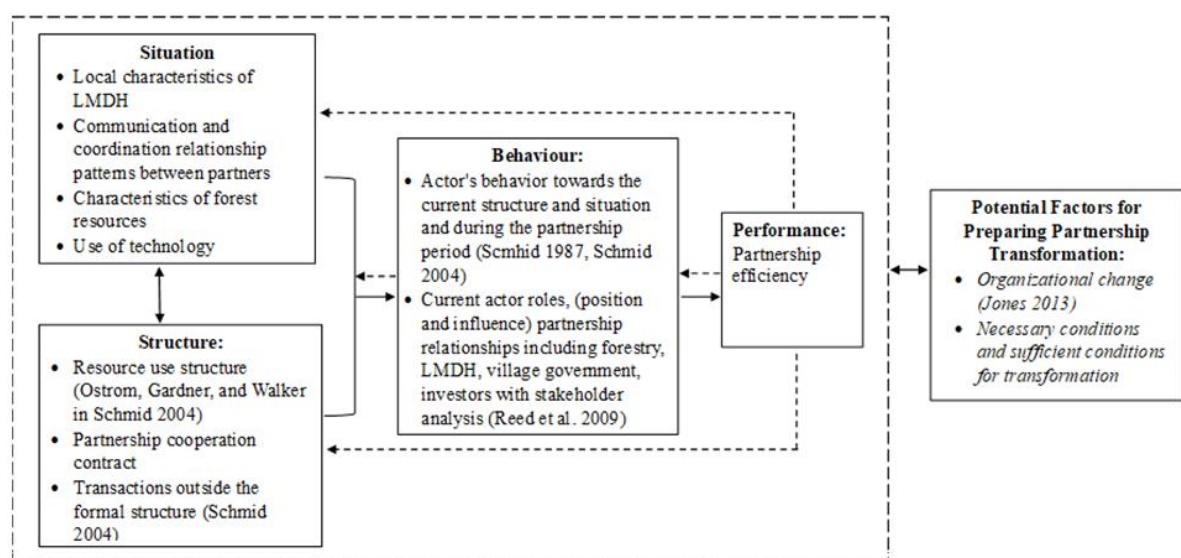 Situation
• Local characteristics of
LMDH
• Communication and
coordination relationship
patterns between partners
• Characteristics of forest
resources
• Use of technology
Structure:
• Resource use structure
(Ostrom, Gardner, and Walker
in Schmid 2004)
• Partnership cooperation
contract
• Transactions outside the
formal structure (Schmid
2004)
Behaviour:
• Actor's behavior towards the
current structure and situation
and during the partnership
period (Scmhid 1987, Schmid
2004)
• Current actor roles, (position
and influence) partnership
relationships including forestry,
LMDH, village government,
investors with stakeholder
analysis (Reed et al. 2009)
Performance:
Partnership
efficiency
Potential Factors for
Preparing Partnership
Transformation:
• Organizational change
(Jones 2013)
• Necessary conditions
and sufficient conditions
for transformation